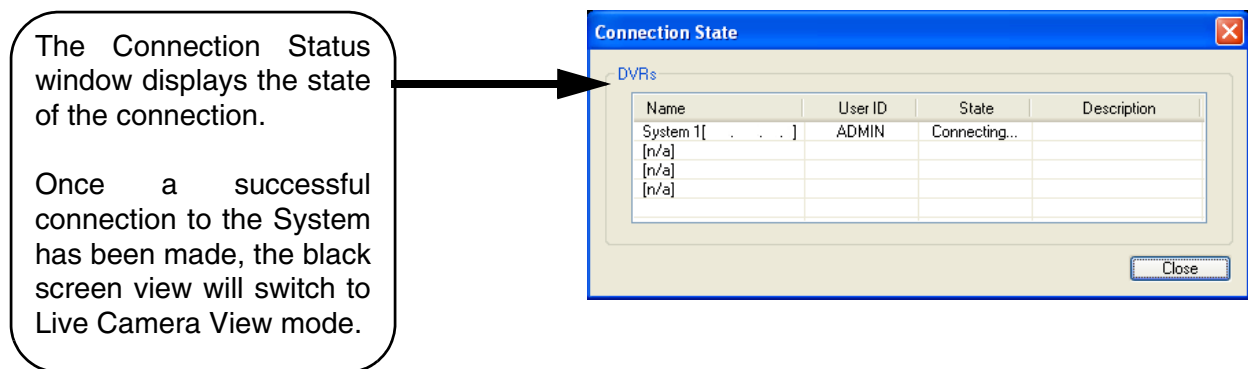 The Connection Status
window displays the state
of the connection.
Once a successful
connection to the System
has been made, the black
screen view will switch to
Live Camera View mode.
Connection State
DVRs
Name User ID State Description
System 1[ . . . ] ADMIN Connecting...
[n/a]
[n/a]
[n/a]
Close